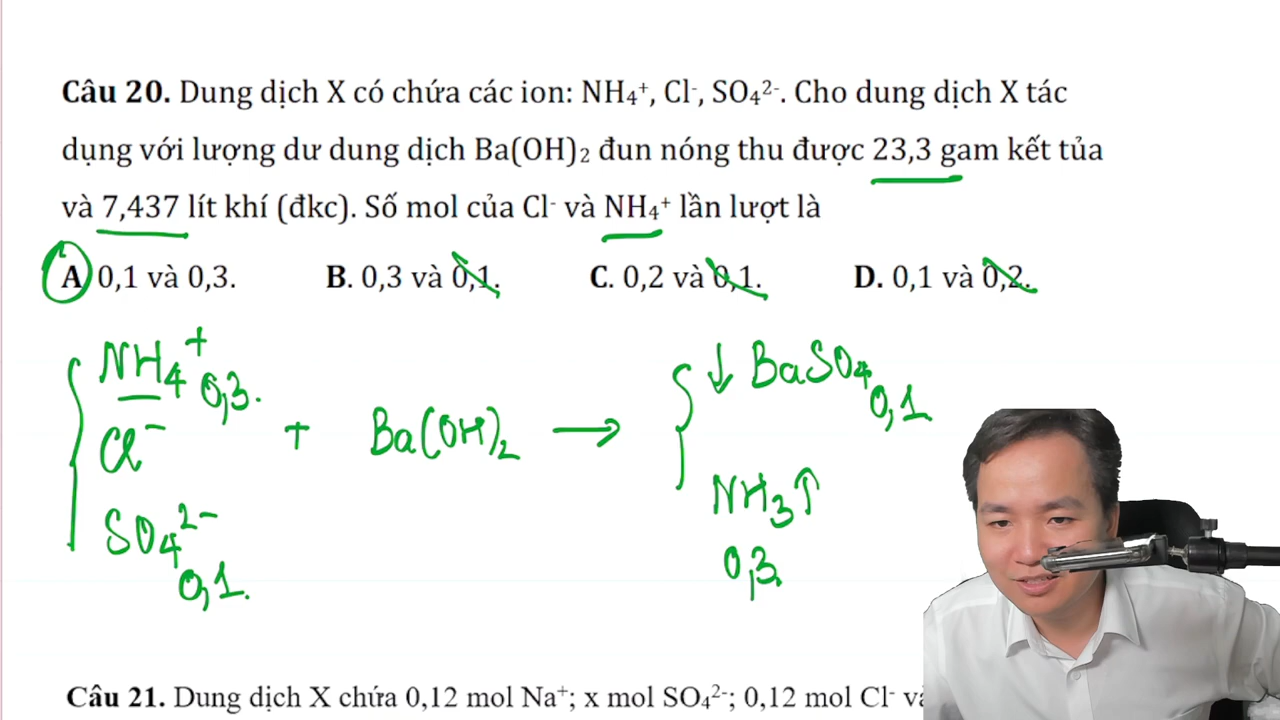 Câu 20. Dung dịch X có chứa các ion: NH₄⁺, Cl⁻, SO₄²⁻. Cho dung dịch X tác
dụng với lượng dư dung dịch Ba(OH)₂ đun nóng thu được 23,3 gam kết tủa
và 7,437 lít khí (đkc). Số mol của Cl⁻ và NH₄⁺ lần lượt là
A 0,1 và 0,3. B. 0,3 và 0,1. C. 0,2 và 0,1. D. 0,1 và 0,2.
NH₄⁺ 0,3.
Cl⁻ + Ba(OH)₂ → ↓ BaSO₄ 0,1
SO₄²⁻ 0,1.
NH₃↑
0,3
Câu 21. Dung dịch X chứa 0,12 mol Na⁺; x mol SO₄²⁻; 0,12 mol Cl⁻